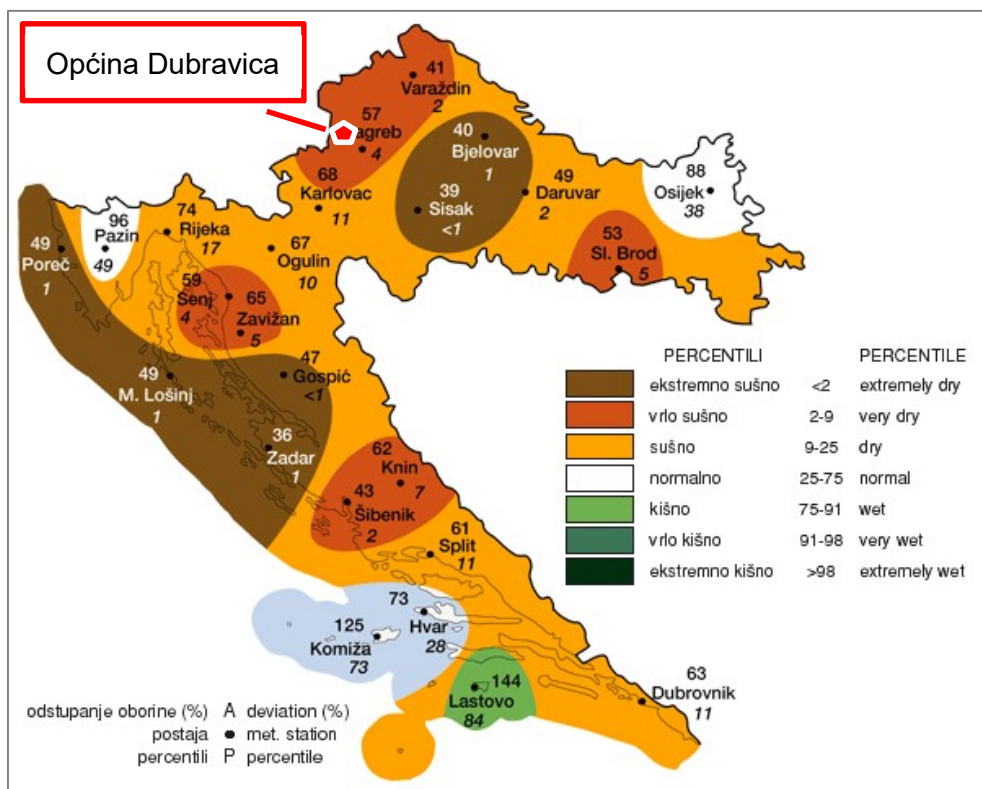 Općina Dubravica
41
Varaždin
2
57
agreb
4
40
Bjelovar
1
49
Daruvar
2
88
Osijek
38
68
Karlovac
11
39
Sisak
<1
53
Sl. Brod
5
96
Pazin
49
74
Rijeka
17
67
Ogulin
10
49
Poreč
1
59
Senj
4
65
Zavižan
5
47
Gospić
<1
49
M. Lošinj
1
36
Zadar
1
62
Knin
7
43
Šibenik
2
61
Split
11
73
Hvar
28
125
Komiža
73
144
Lastovo
84
63
Dubrovnik
11
PERCENTILI PERCENTILE
ekstremno sušno <2 extremely dry
vrlo sušno 2-9 very dry
sušno 9-25 dry
normalno 25-75 normal
kišno 75-91 wet
vrlo kišno 91-98 very wet
ekstremno kišno >98 extremely wet
odstupanje oborine (%) A deviation (%)
postaja met. station
percentili P percentile